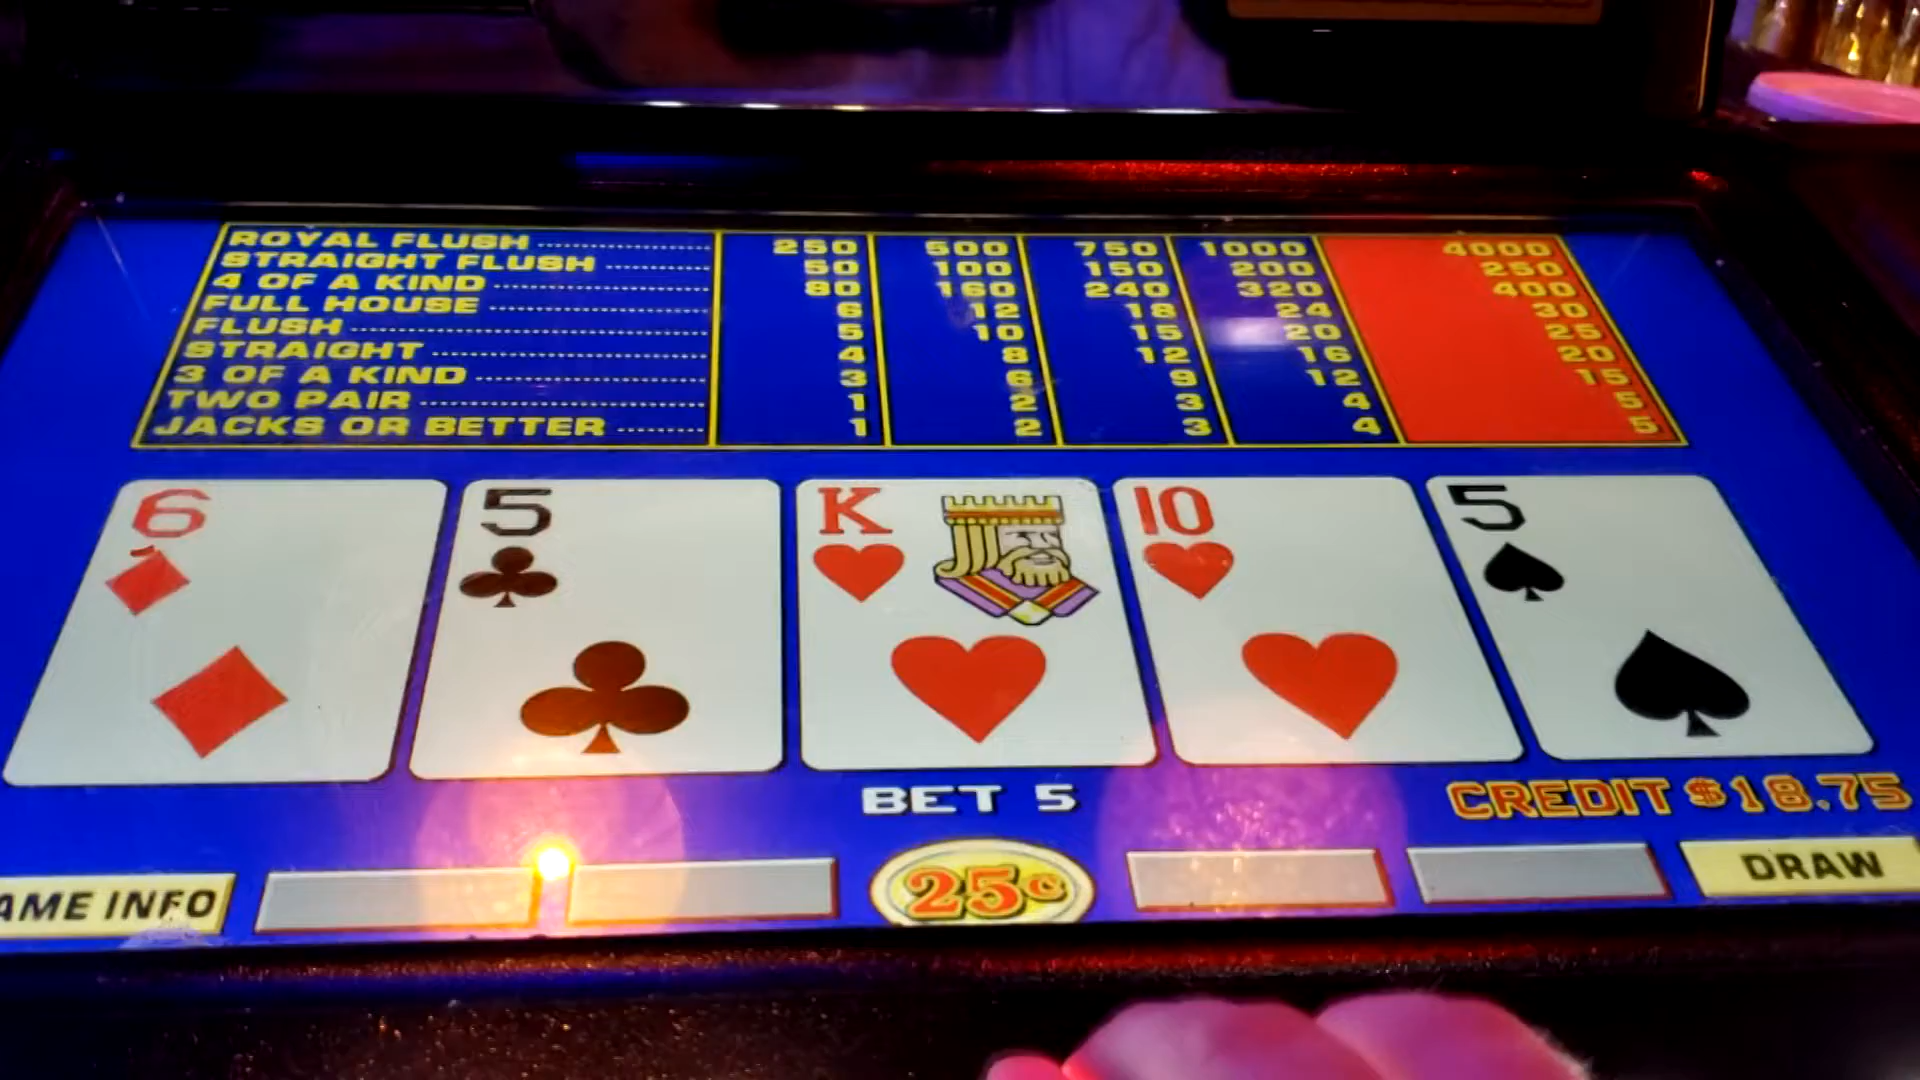 ROYAL FLUSH 250 500 750 1000 4000
STRAIGHT FLUSH 50 100 150 200 250
4 OF A KIND 80 160 240 320 400
FULL HOUSE 6 12 18 24 30
FLUSH 5 10 15 20 25
STRAIGHT 4 8 12 16 20
3 OF A KIND 3 6 9 12 15
TWO PAIR 1 2 3 4 5
JACKS OR BETTER 1 2 3 4 5
6 5 K 10 5
BET 5 CREDIT $18.75
AME INFO 25¢ DRAW